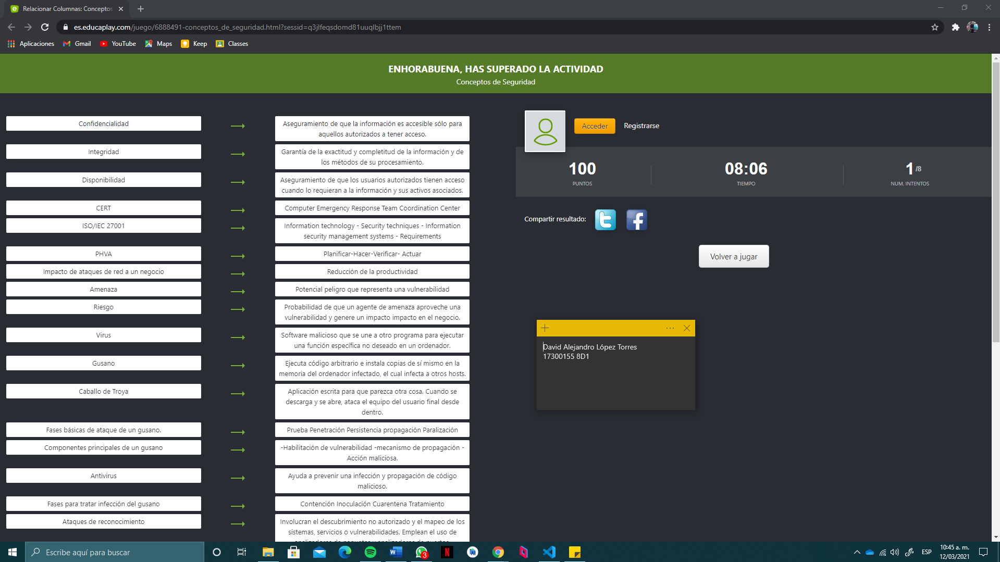 Relacionar Columnas: Conceptos
es.educaplay.com/juego/6888491-conceptos_de_seguridad.html?sessid=q3jlfeqsdomd81uuqlbjj1ttem
Aplicaciones Gmail YouTube Maps Keep Classes
ENHORABUENA, HAS SUPERADO LA ACTIVIDAD
Conceptos de Seguridad
Confidencialidad
Aseguramiento de que la información es accesible sólo para
aquellos autorizados a tener acceso.
Integridad
Garantía de la exactitud y completitud de la información y de
los métodos de su procesamiento.
Disponibilidad
Aseguramiento de que los usuarios autorizados tienen acceso
cuando lo requieran a la información y sus activos asociados.
CERT
Computer Emergency Response Team Coordination Center
ISO/IEC 27001
Information technology - Security techniques - Information
security management systems - Requirements
PHVA
Planificar-Hacer-Verificar- Actuar
Impacto de ataques de red a un negocio
Reducción de la productividad
Amenaza
Potencial peligro que representa una vulnerabilidad
Riesgo
Probabilidad de que un agente de amenaza aproveche una
vulnerabilidad y genere un impacto impacto en el negocio.
Virus
Software malicioso que se une a otro programa para ejecutar
una función específica no deseado en un ordenador.
Gusano
Ejecuta código arbitrario e instala copias de sí mismo en la
memoria del ordenador infectado, el cual infecta a otros hosts.
Caballo de Troya
Aplicación escrita para que parezca otra cosa. Cuando se
descarga y se abre, ataca el equipo del usuario final desde
dentro.
Fases básicas de ataque de un gusano.
Prueba Penetración Persistencia propagación Paralización
Componentes principales de un gusano
-Habilitación de vulnerabilidad -mecanismo de propagación -
Acción maliciosa.
Antivirus
Ayuda a prevenir una infección y propagación de código
malicioso.
Fases para tratar infección del gusano
Contención Inoculación Cuarentena Tratamiento
Ataques de reconocimiento
Involucran el descubrimiento no autorizado y el mapeo de los
sistemas, servicios o vulnerabilidades. Emplean el uso de
Acceder Registrarse
100 08:06 1 /8
PUNTOS TIEMPO NUM. INTENTOS
Compartir resultado:
Volver a jugar
David Alejandro López Torres
17300155 8D1
Escribe aquí para buscar
3
ESP
10:45 a. m.
12/03/2021